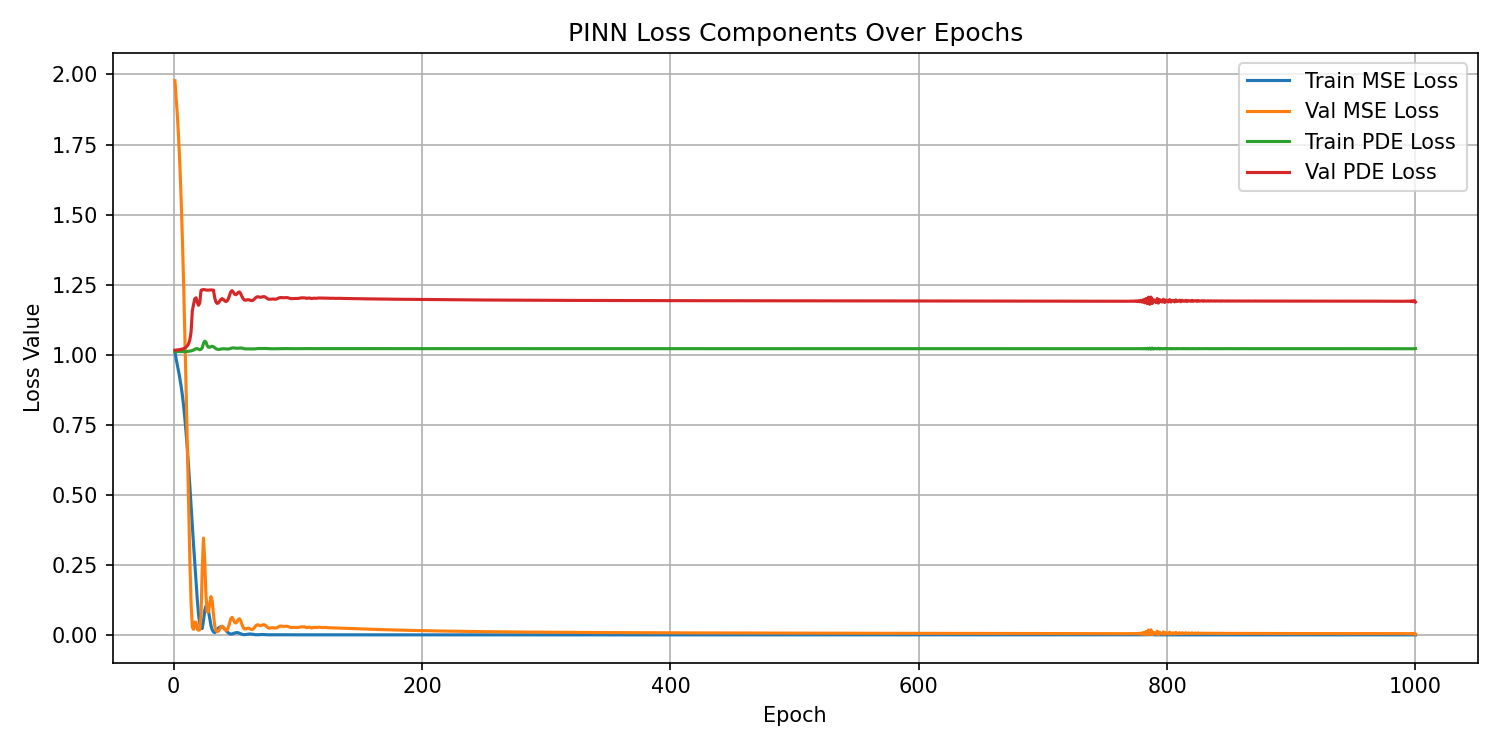 PINN Loss Components Over Epochs
2.00
1.75
1.50
1.25
1.00
0.75
0.50
0.25
0.00
Loss Value
Train MSE Loss
Val MSE Loss
Train PDE Loss
Val PDE Loss
0 200 400 600 800 1000
Epoch